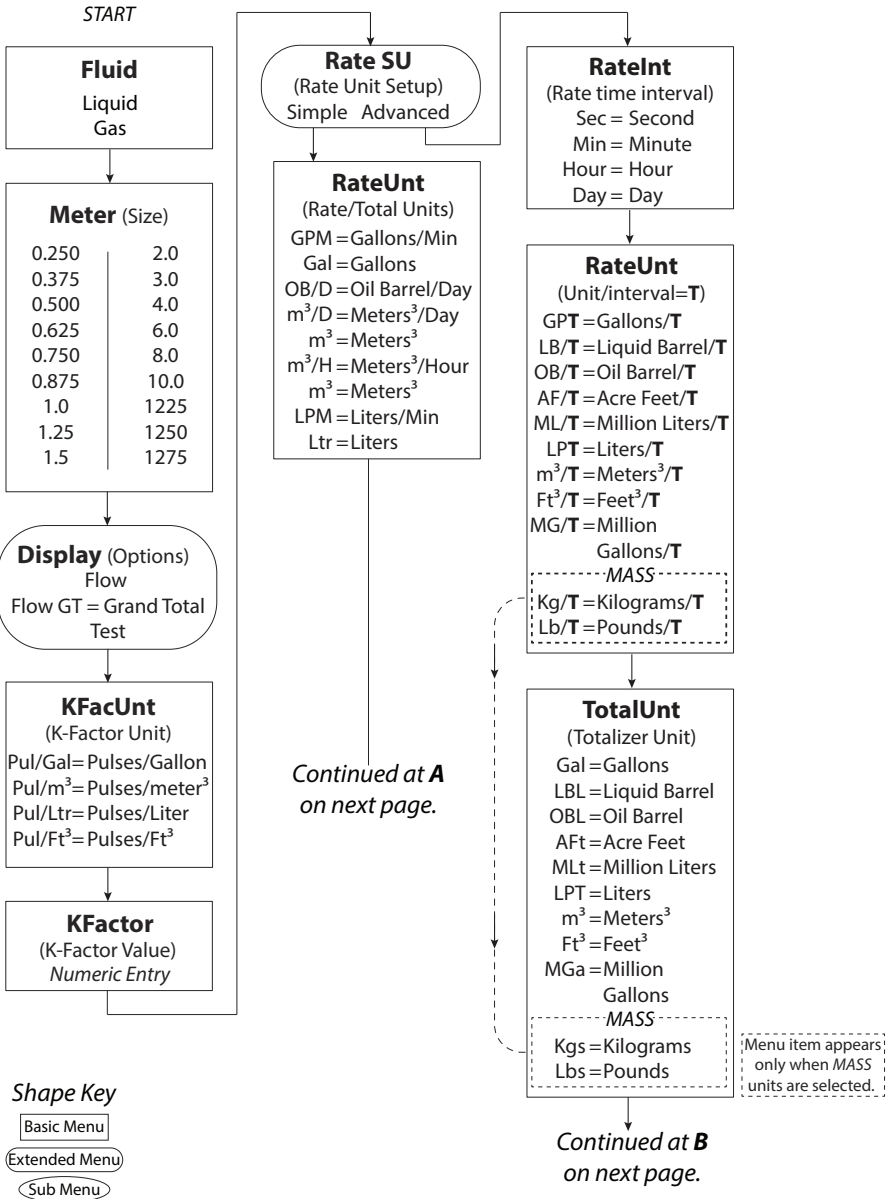 START
Fluid
Liquid
Gas
Meter (Size)
0.250 2.0
0.375 3.0
0.500 4.0
0.625 6.0
0.750 8.0
0.875 10.0
1.0 1225
1.25 1250
1.5 1275
Display (Options)
Flow
Flow GT = Grand Total
Test
KFacUnt
(K-Factor Unit)
Pul/Gal= Pulses/Gallon
Pul/m³= Pulses/meter³
Pul/Ltr= Pulses/Liter
Pul/Ft³= Pulses/Ft³
KFactor
(K-Factor Value)
Numeric Entry
Shape Key
Basic Menu
Extended Menu
Sub Menu
Rate SU
(Rate Unit Setup)
Simple Advanced
RateUnt
(Rate/Total Units)
GPM = Gallons/Min
Gal = Gallons
OB/D = Oil Barrel/Day
m³/D = Meters³/Day
m³ = Meters³
m³/H = Meters³/Hour
m³ = Meters³
LPM = Liters/Min
Ltr = Liters
Continued at A
on next page.
RateInt
(Rate time interval)
Sec = Second
Min = Minute
Hour = Hour
Day = Day
RateUnt
(Unit/interval=T)
GPT = Gallons/T
LB/T = Liquid Barrel/T
OB/T = Oil Barrel/T
AF/T = Acre Feet/T
ML/T = Million Liters/T
LPT = Liters/T
m³/T = Meters³/T
Ft³/T = Feet³/T
MG/T = Million
Gallons/T
MASS
Kg/T = Kilograms/T
Lb/T = Pounds/T
TotalUnt
(Totalizer Unit)
Gal = Gallons
LBL = Liquid Barrel
OBL = Oil Barrel
AFt = Acre Feet
MLt = Million Liters
LPT = Liters
m³ = Meters³
Ft³ = Feet³
MGa = Million
Gallons
MASS
Kgs = Kilograms
Lbs = Pounds
Menu item appears
only when MASS
units are selected.
Continued at B
on next page.